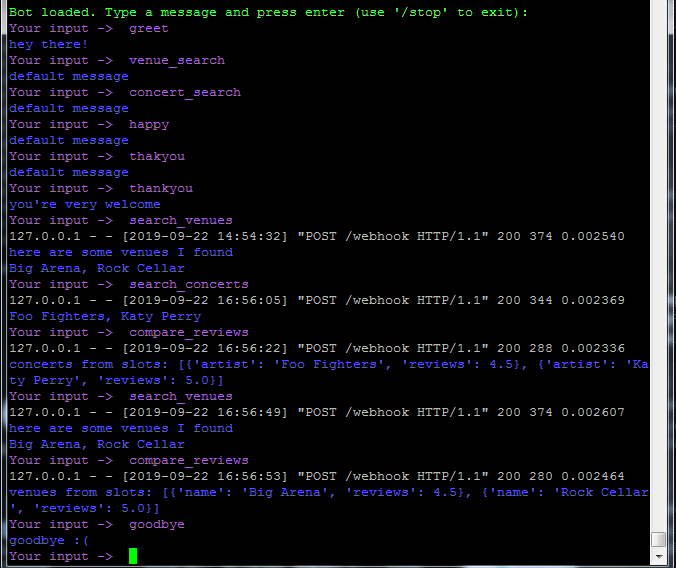 Bot loaded. Type a message and press enter (use '/stop' to exit):
Your input ->  greet
hey there!
Your input ->  venue_search
default message
Your input ->  concert_search
default message
Your input ->  happy
default message
Your input ->  thakyou
default message
Your input ->  thankyou
you're very welcome
Your input ->  search_venues
127.0.0.1 - - [2019-09-22 14:54:32] "POST /webhook HTTP/1.1" 200 374 0.002540
here are some venues I found
Big Arena, Rock Cellar
Your input ->  search_concerts
127.0.0.1 - - [2019-09-22 16:56:05] "POST /webhook HTTP/1.1" 200 344 0.002369
Foo Fighters, Katy Perry
Your input ->  compare_reviews
127.0.0.1 - - [2019-09-22 16:56:22] "POST /webhook HTTP/1.1" 200 288 0.002336
concerts from slots: [{'artist': 'Foo Fighters', 'reviews': 4.5}, {'artist': 'Ka
ty Perry', 'reviews': 5.0}]
Your input ->  search_venues
127.0.0.1 - - [2019-09-22 16:56:49] "POST /webhook HTTP/1.1" 200 374 0.002607
here are some venues I found
Big Arena, Rock Cellar
Your input ->  compare_reviews
127.0.0.1 - - [2019-09-22 16:56:53] "POST /webhook HTTP/1.1" 200 280 0.002464
venues from slots: [{'name': 'Big Arena', 'reviews': 4.5}, {'name': 'Rock Cellar
', 'reviews': 5.0}]
Your input ->  goodbye
goodbye :(
Your input ->